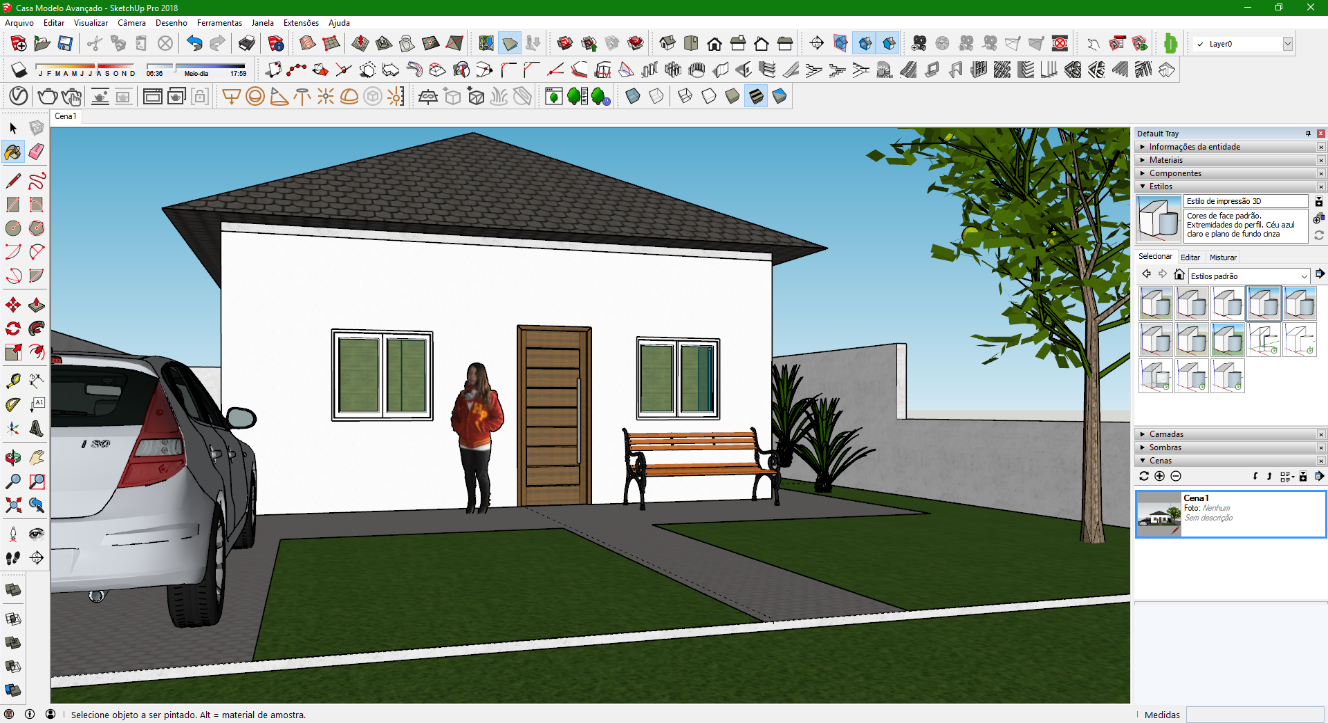 Casa Modelo Avançado - SketchUp Pro 2018
Arquivo Editar Visualizar Câmera Desenho Ferramentas Janela Extensões Ajuda
Layer0
J F M A M J J A S O N D 06:36 Meio-dia 17:59
Cena1
Default Tray
Informações da entidade
Materiais
Componentes
Estilos
Estilo de impressão 3D
Cores de face padrão.
Extremidades do perfil. Céu azul
claro e plano de fundo cinza
Selecionar Editar Misturar
Estilos padrão
A1
i30
Camadas
Sombras
Cenas
Cena1
Foto: Nenhum
Sem descrição
Selecione objeto a ser pintado. Alt = material de amostra.
Medidas